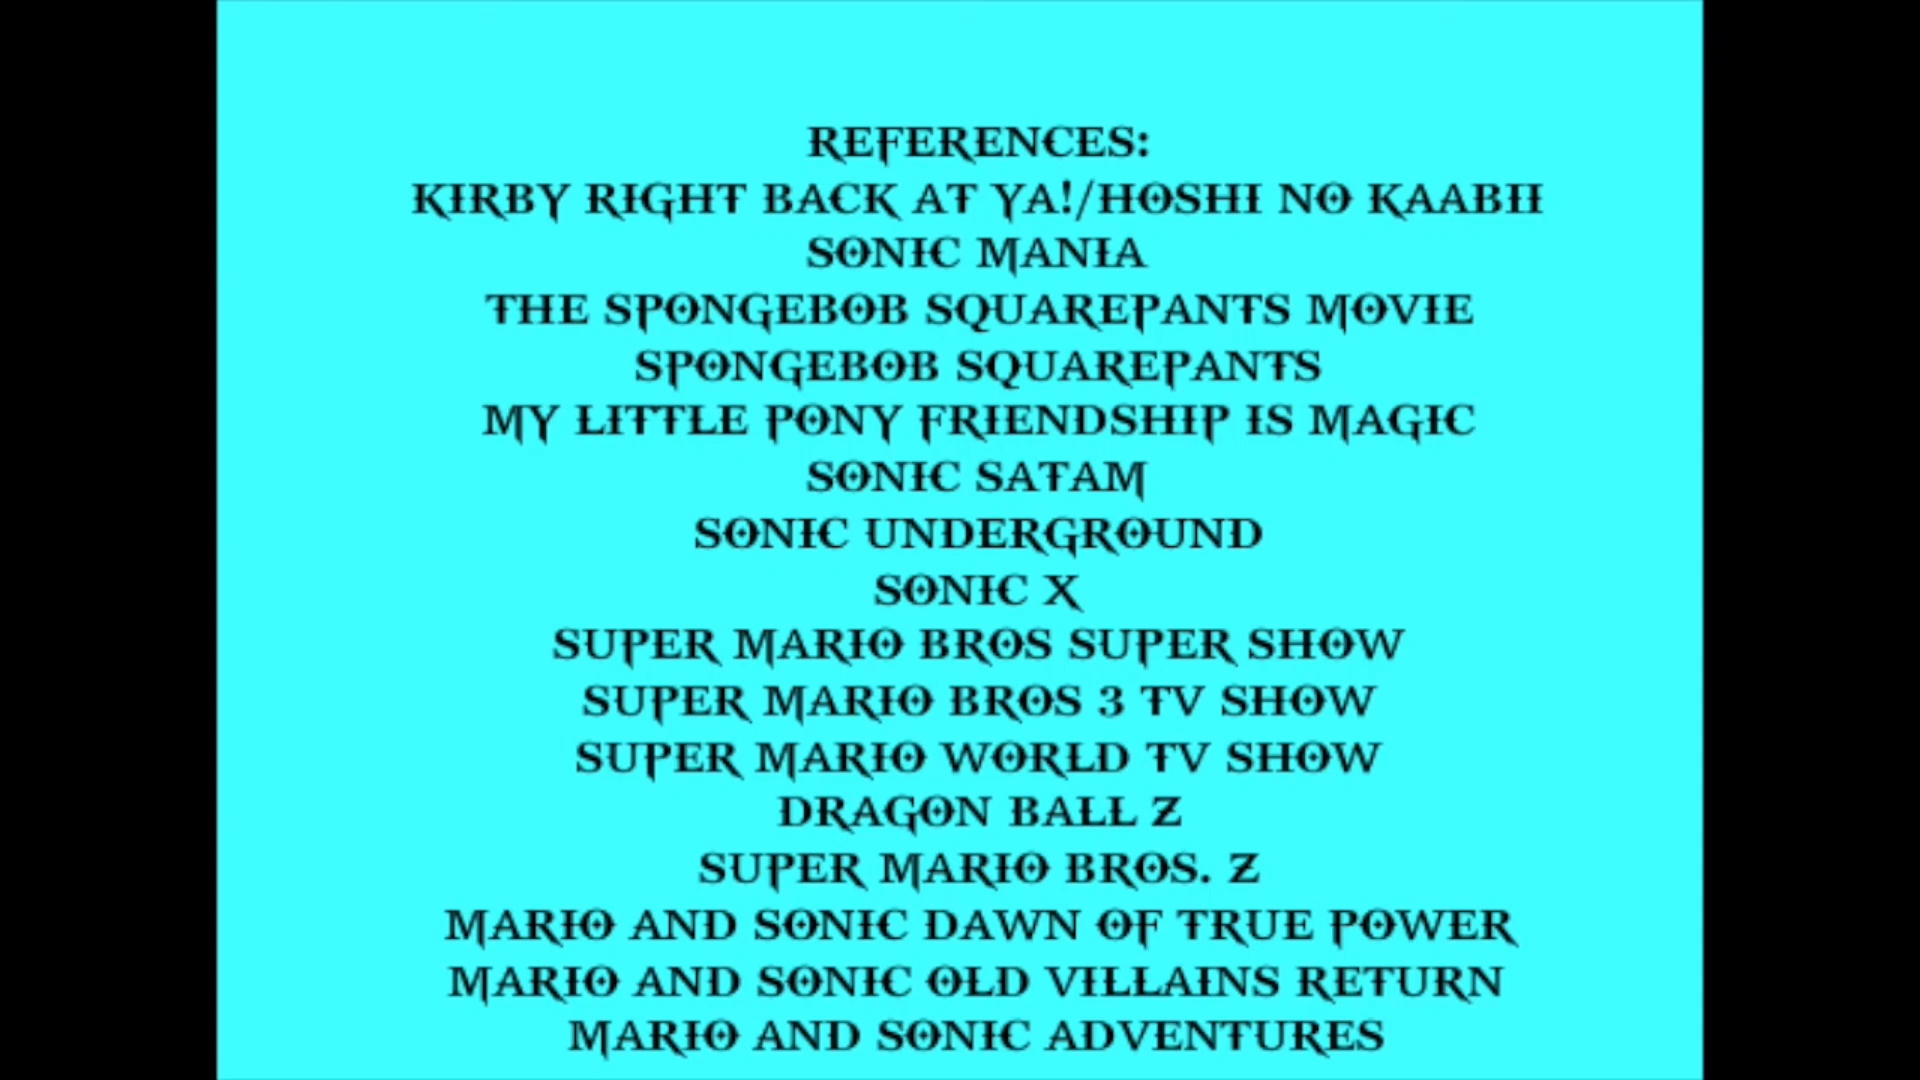 REFERENCES:
KIRBY RIGHT BACK AT YA!/HOSHI NO KAABII
SONIC MANIA
THE SPONGEBOB SQUAREPANTS MOVIE
SPONGEBOB SQUAREPANTS
MY LITTLE PONY FRIENDSHIP IS MAGIC
SONIC SATAM
SONIC UNDERGROUND
SONIC X
SUPER MARIO BROS SUPER SHOW
SUPER MARIO BROS 3 TV SHOW
SUPER MARIO WORLD TV SHOW
DRAGON BALL Z
SUPER MARIO BROS. Z
MARIO AND SONIC DAWN OF TRUE POWER
MARIO AND SONIC OLD VILLAINS RETURN
MARIO AND SONIC ADVENTURES